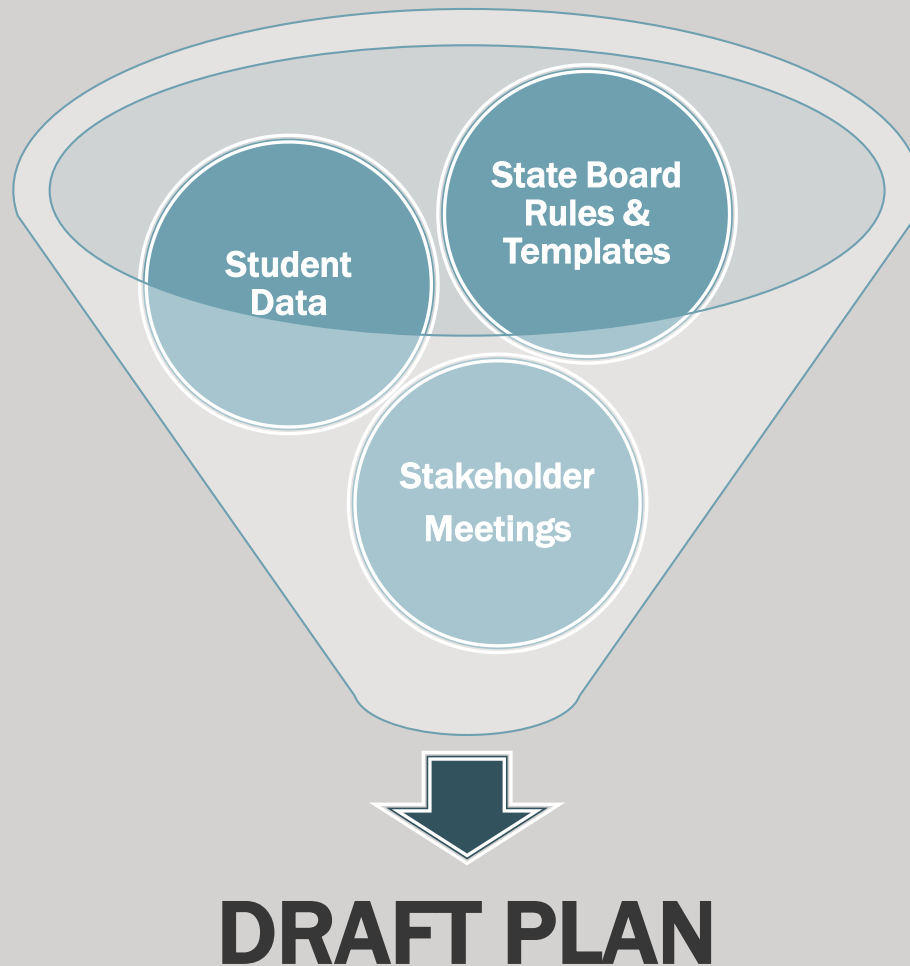 State Board
Rules &
Templates
Student
Data
Stakeholder
Meetings
DRAFT PLAN